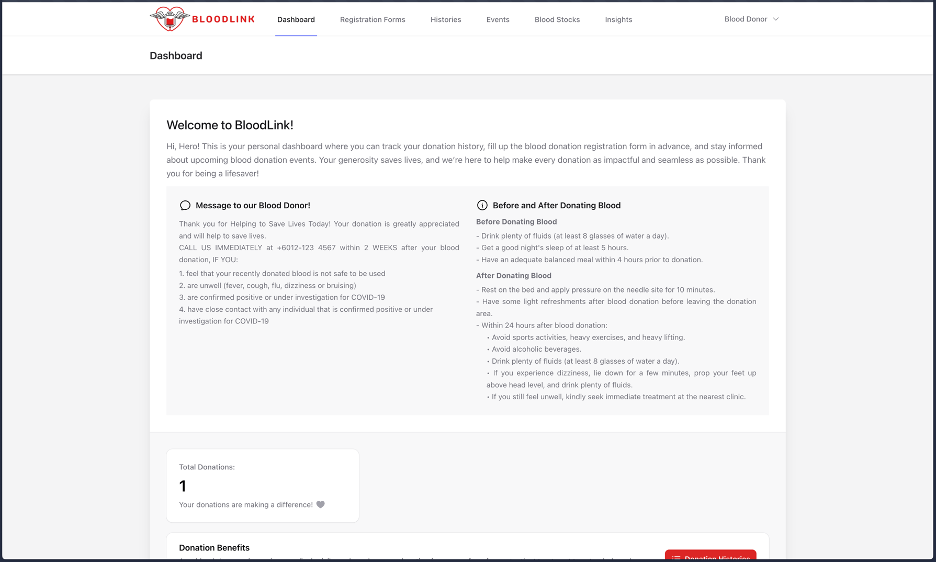 BLOODLINK
Dashboard Registration Forms Histories Events Blood Stocks Insights Blood Donor
Dashboard
Welcome to BloodLink!
Hi, Hero! This is your personal dashboard where you can track your donation history, fill up the blood donation registration form in advance, and stay informed
about upcoming blood donation events. Your generosity saves lives, and we're here to help make every donation as impactful and seamless as possible. Thank
you for being a lifesaver!
Message to our Blood Donor!
Thank you for Helping to Save Lives Today! Your donation is greatly appreciated
and will help to save lives.
CALL US IMMEDIATELY at +6012-123 4567 within 2 WEEKS after your blood
donation, IF YOU:
1. feel that your recently donated blood is not safe to be used
2. are unwell (fever, cough, flu, dizziness or bruising)
3. are confirmed positive or under investigation for COVID-19
4. have close contact with any individual that is confirmed positive or under
investigation for COVID-19
Before and After Donating Blood
Before Donating Blood
- Drink plenty of fluids (at least 8 glasses of water a day).
- Get a good night's sleep of at least 5 hours.
- Have an adequate balanced meal within 4 hours prior to donation.
After Donating Blood
- Rest on the bed and apply pressure on the needle site for 10 minutes.
- Have some light refreshments after blood donation before leaving the donation
area.
- Within 24 hours after blood donation:
• Avoid sports activities, heavy exercises, and heavy lifting.
• Avoid alcoholic beverages.
• Drink plenty of fluids (at least 8 glasses of water a day).
• If you experience dizziness, lie down for a few minutes, prop your feet up
above head level, and drink plenty of fluids.
• If you still feel unwell, kindly seek immediate treatment at the nearest clinic.
Total Donations:
1
Your donations are making a difference!
Donation Benefits
Donation Histories